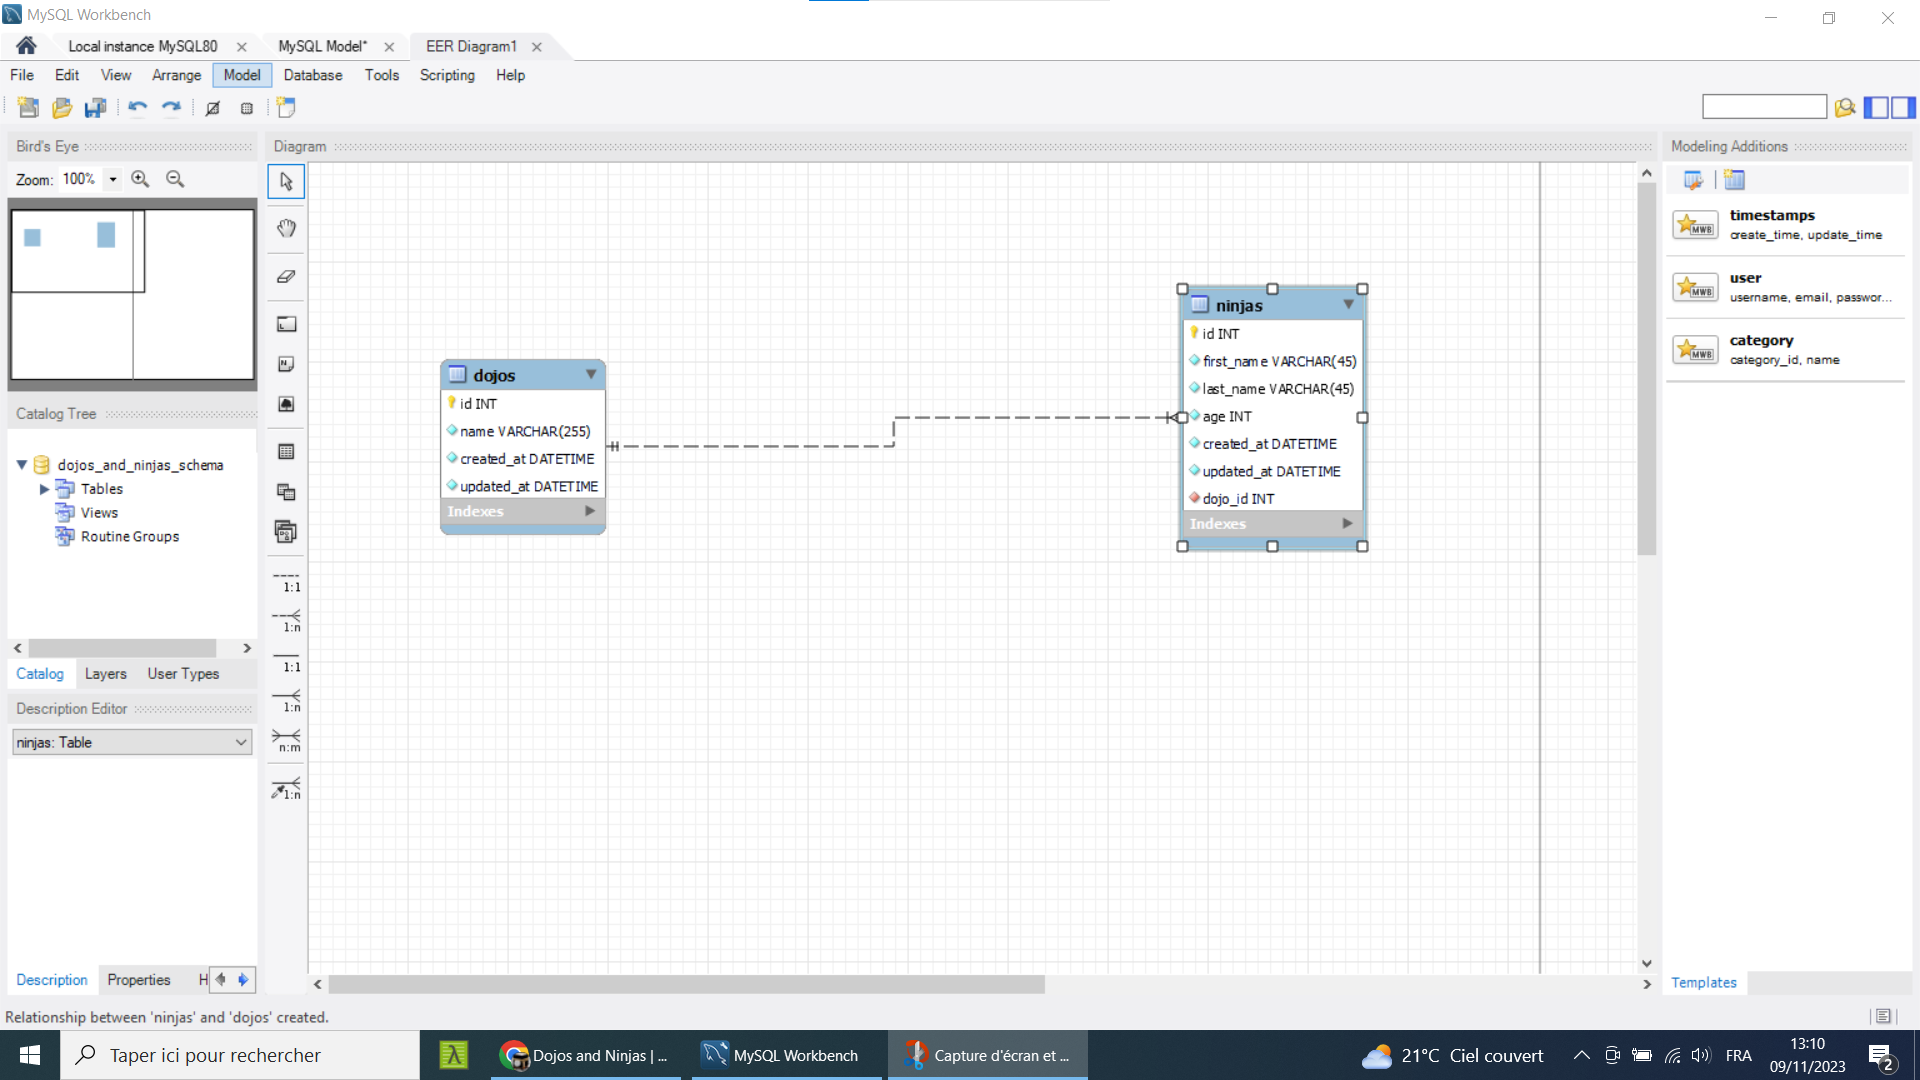 MySQL Workbench
Local instance MySQL80
MySQL Model*
EER Diagram1
File Edit View Arrange Model Database Tools Scripting Help
Bird's Eye
Zoom: 100%
Catalog Tree
dojos_and_ninjas_schema
Tables
Views
Routine Groups
Catalog Layers User Types
Description Editor
ninjas: Table
Description Properties H
Diagram
1:1
1:n
1:1
1:n
n:m
1:n
dojos
id INT
name VARCHAR(255)
created_at DATETIME
updated_at DATETIME
Indexes
ninjas
id INT
first_name VARCHAR(45)
last_name VARCHAR(45)
age INT
created_at DATETIME
updated_at DATETIME
dojo_id INT
Indexes
Modeling Additions
MWB
timestamps
create_time, update_time
MWB
user
username, email, passwor...
MWB
category
category_id, name
Templates
Relationship between 'ninjas' and 'dojos' created.
Taper ici pour rechercher
Dojos and Ninjas | ...
MySQL Workbench
Capture d'écran et ...
21°C Ciel couvert
FRA
13:10
09/11/2023
2